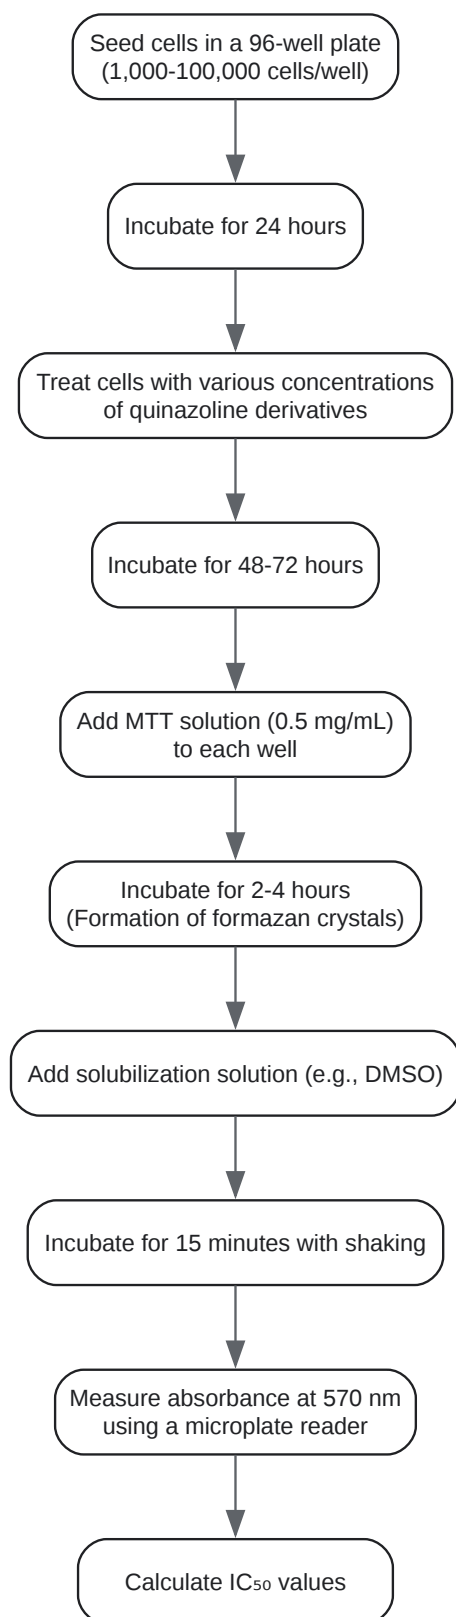 Seed cells in a 96-well plate
(1,000-100,000 cells/well)
Incubate for 24 hours
Treat cells with various concentrations
of quinazoline derivatives
Incubate for 48-72 hours
Add MTT solution (0.5 mg/mL)
to each well
Incubate for 2-4 hours
(Formation of formazan crystals)
Add solubilization solution (e.g., DMSO)
Incubate for 15 minutes with shaking
Measure absorbance at 570 nm
using a microplate reader
Calculate IC₅₀ values